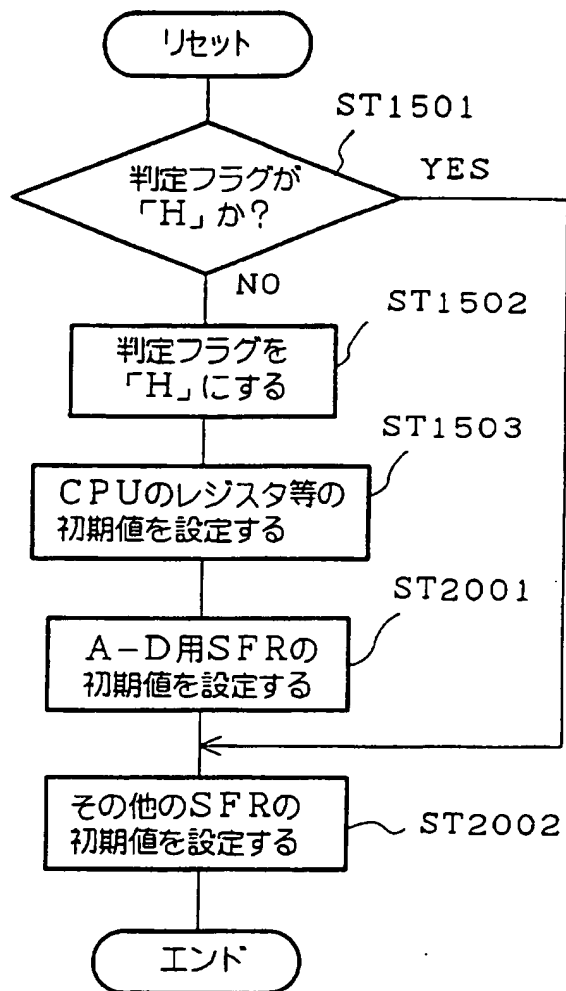 リセット
ST1501
判定フラグが
「H」か？
YES
NO
ST1502
判定フラグを
「H」にする
ST1503
CPUのレジスタ等の
初期値を設定する
ST2001
A-D用SFRの
初期値を設定する
その他のSFRの
初期値を設定する
ST2002
エンド